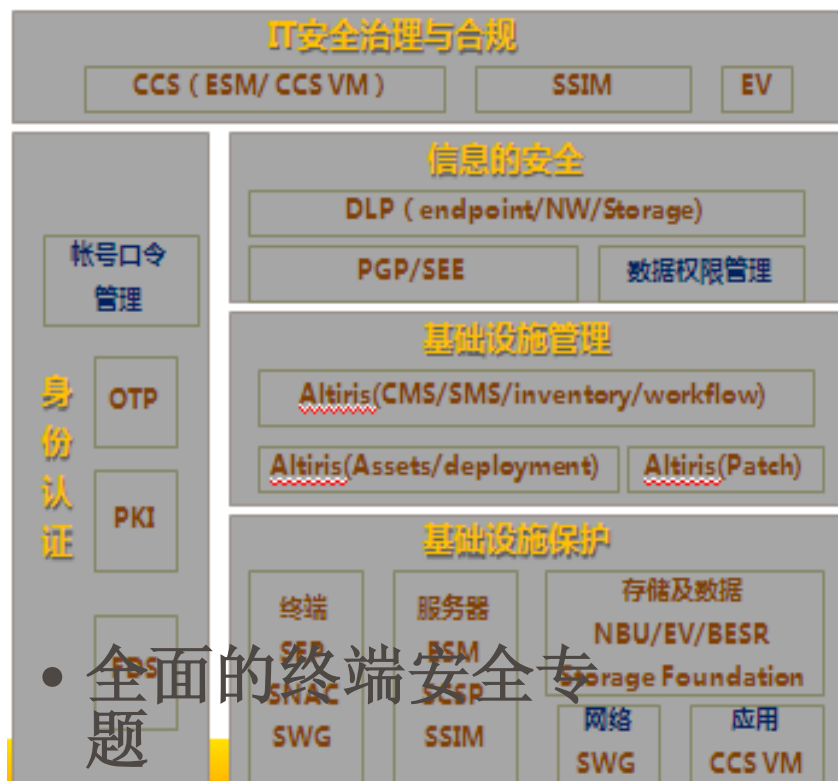 IT安全治理与合规
CCS（ESM/ CCS VM）
SSIM
EV
信息的安全
DLP（endpoint/NW/Storage)
PGP/SEE
数据权限管理
帐号口令
管理
身份认证
OTP
PKI
基础设施管理
Altiris(CMS/SMS/inventory/workflow)
Altiris(Assets/deployment)
Altiris(Patch)
基础设施保护
终端
SEP
SNAC
SWG
服务器
ESM
SCSP
SSIM
存储及数据
NBU/EV/BESR
Storage Foundation
网络
SWG
应用
CCS VM
• 全面的终端安全专
题